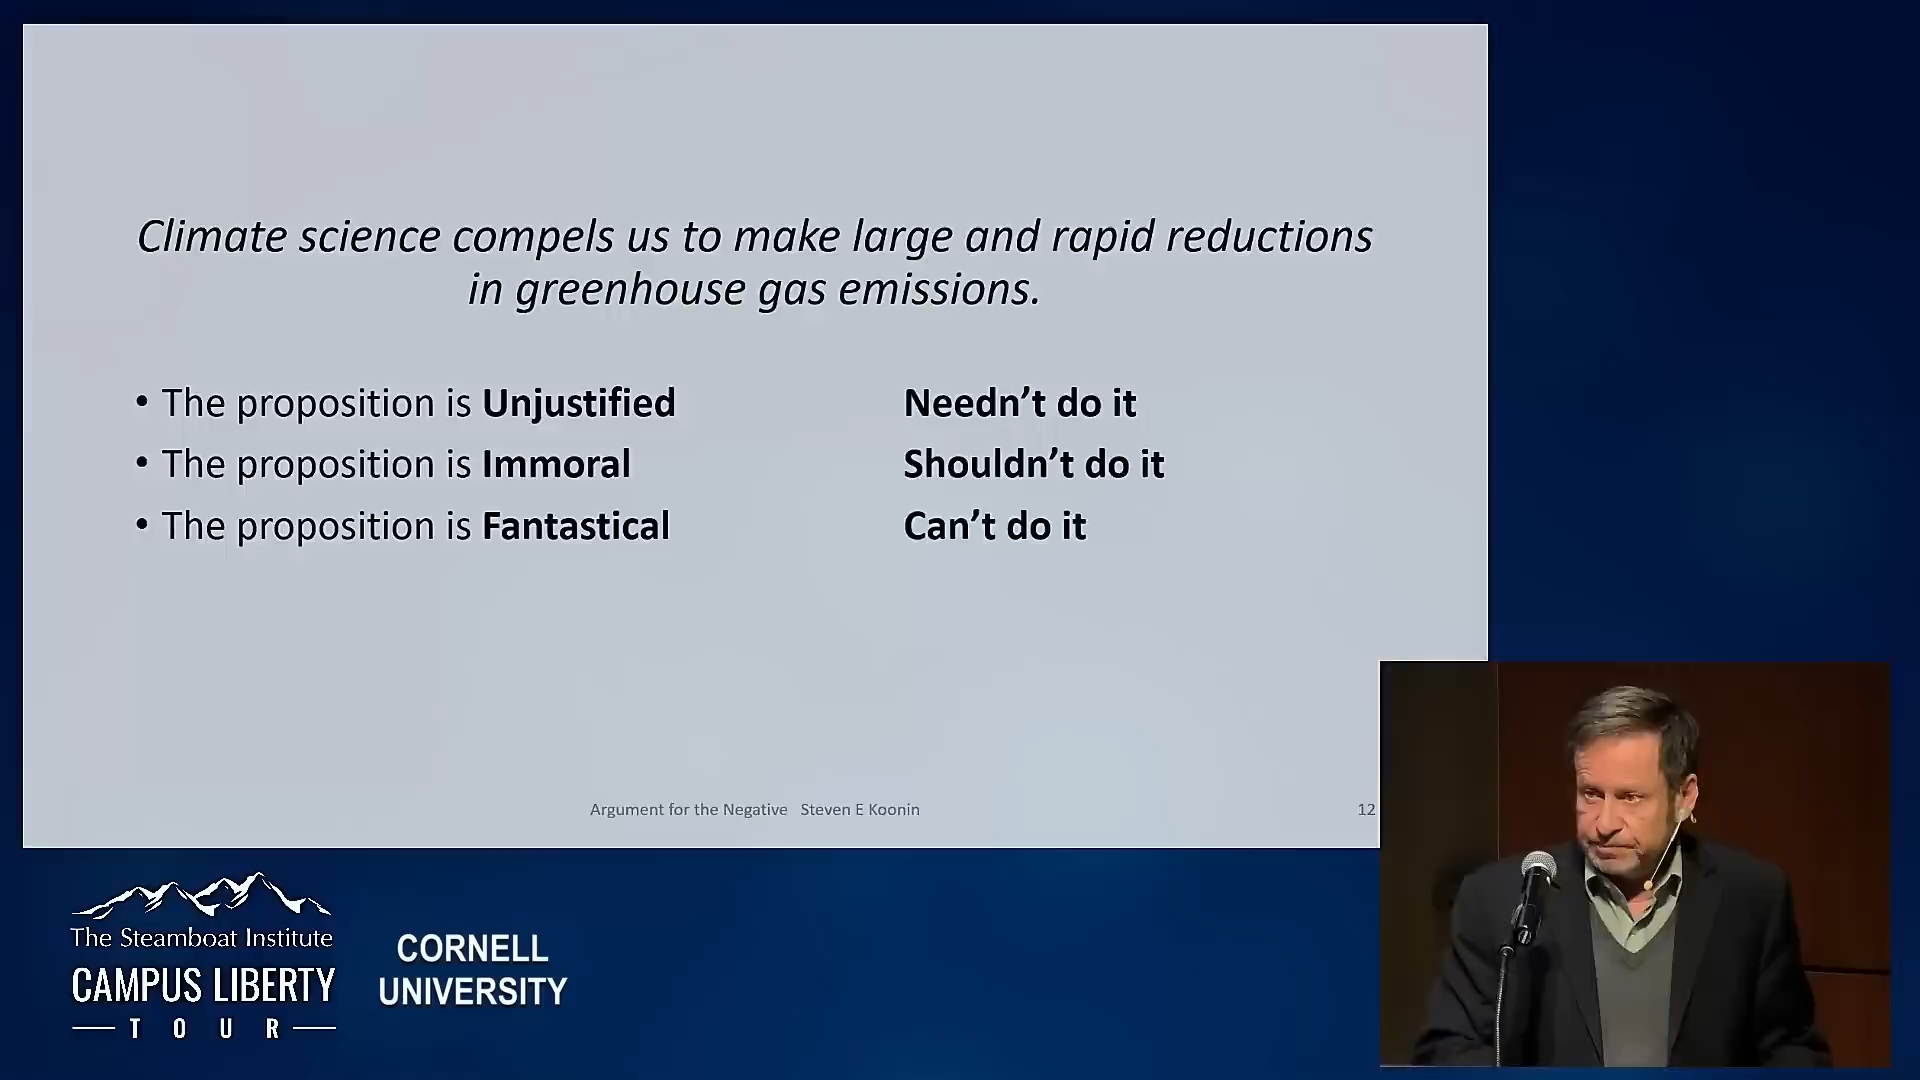 Climate science compels us to make large and rapid reductions
in greenhouse gas emissions.
• The proposition is Unjustified Needn’t do it
• The proposition is Immoral Shouldn’t do it
• The proposition is Fantastical Can’t do it
Argument for the Negative Steven E Koonin 12
The Steamboat Institute
CAMPUS LIBERTY
TOUR
CORNELL
UNIVERSITY